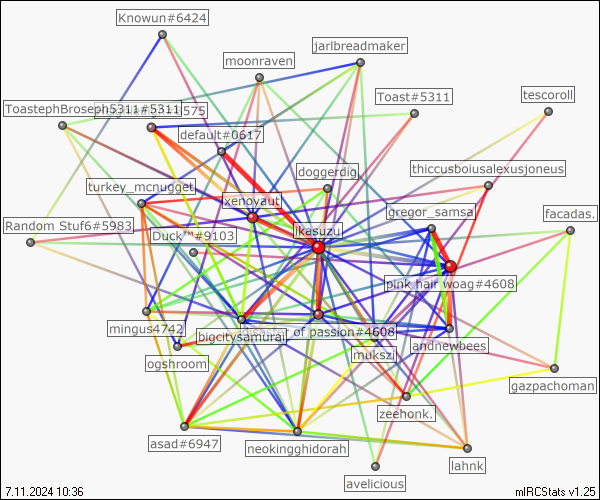 Knowun#6424
jarlbreadmaker
moonraven
Toast#5311
tescoroll
ToastephBroseph5311#5311
575
default#0617
thiccusboiusalexusjoneus
doggerdig
turkey_mcnugget
xenoyaut
gregor_samsa
facadas.
Random Stuf6#5983
ikasuzu
Duck™#9103
pink hair woag#4608
mingus4742
bigcitysamurai
of passion#4608
andnewbees
mukszi
ogshroom
gazpachoman
zeehonk.
asad#6947
neokingghidorah
lahnk
avelicious
7.11.2024 10:36
mIRCStats v1.25